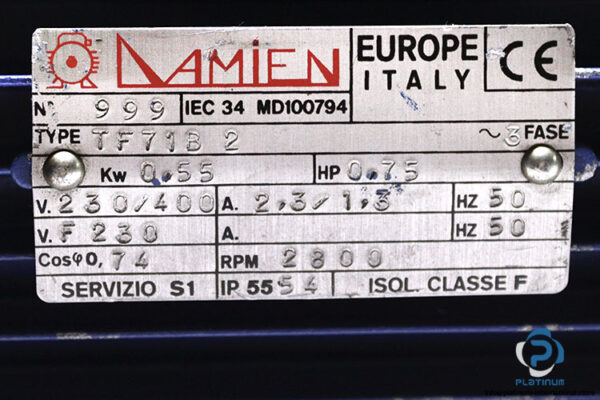 DAMIEN
EUROPE
ITALY
CE
N° 999 IEC 34 MD100794
TYPE TF71B 2 ~ 3 FASE
Kw 0.55 HP 0.75
V. 230/400 A. 2,3/1,3 HZ 50
V. F 230 A. HZ 50
Cosφ0,74 RPM 2800
SERVIZIO S1 IP 55 54 ISOL. CLASSE F
PLATINUM